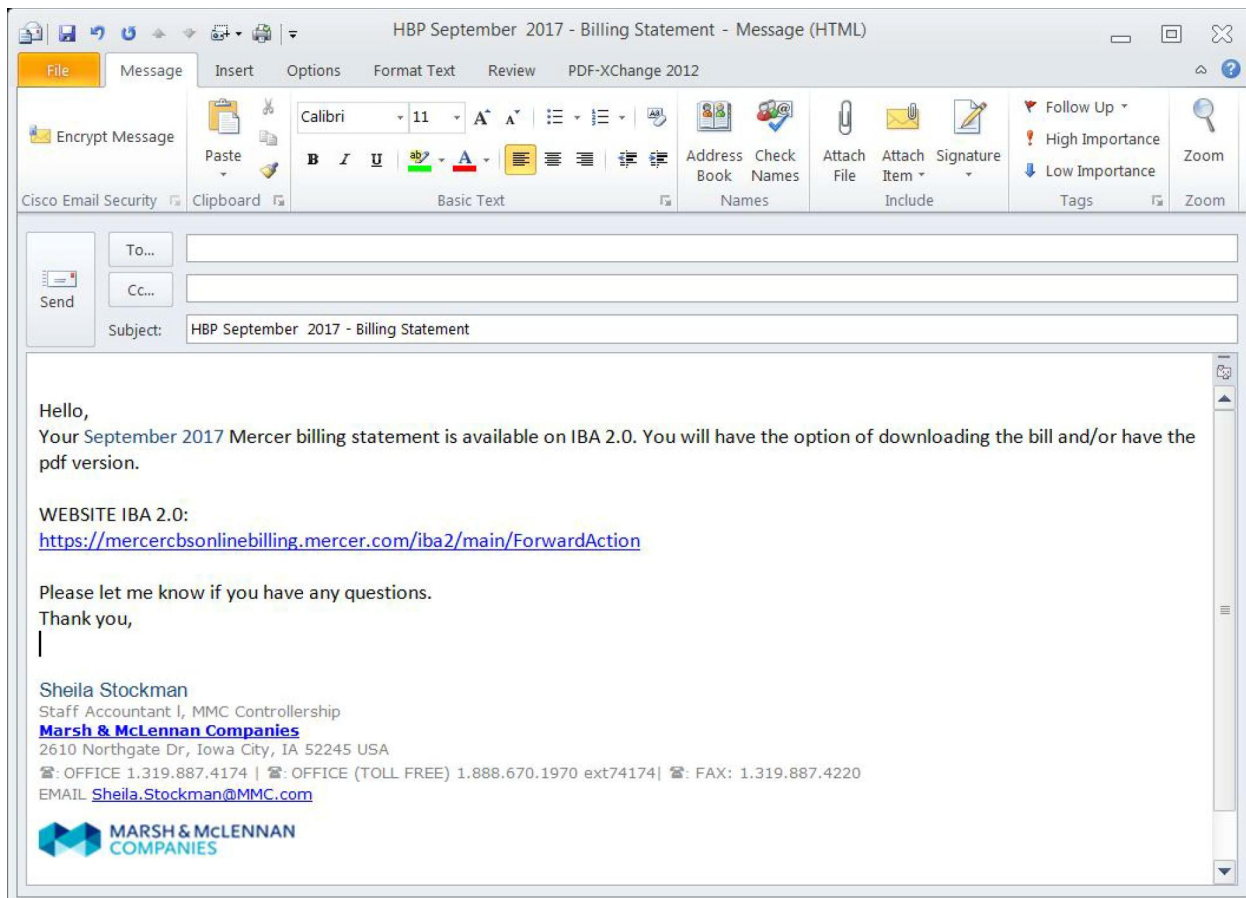 HBP September  2017 - Billing Statement - Message (HTML)
File Message Insert Options Format Text Review PDF-XChange 2012
Encrypt Message
Paste
Calibri 11
B I U
Address Book
Check Names
Attach File
Attach Item
Signature
Follow Up
High Importance
Low Importance
Zoom
Cisco Email Security Clipboard Basic Text Names Include Tags Zoom
Send
To...
Cc...
Subject: HBP September  2017 - Billing Statement
Hello,
Your September 2017 Mercer billing statement is available on IBA 2.0. You will have the option of downloading the bill and/or have the
pdf version.
WEBSITE IBA 2.0:
https://mercercbsonlinebilling.mercer.com/iba2/main/ForwardAction
Please let me know if you have any questions.
Thank you,
Sheila Stockman
Staff Accountant l, MMC Controllership
Marsh & McLennan Companies
2610 Northgate Dr, Iowa City, IA 52245 USA
☎: OFFICE 1.319.887.4174 | ☎: OFFICE (TOLL FREE) 1.888.670.1970 ext74174| ☎: FAX: 1.319.887.4220
EMAIL Sheila.Stockman@MMC.com
MARSH & McLENNAN
COMPANIES